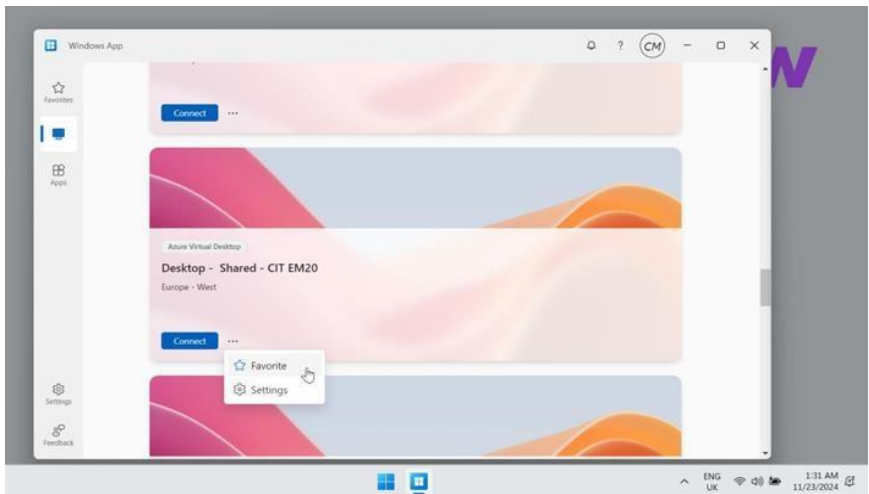 Windows App
?
CM
W
Favorites
Connect ...
Apps
Azure Virtual Desktop
Desktop - Shared - CIT EM20
Europe - West
Connect ...
Favorite
Settings
Settings
Feedback
ENG
UK
1:31 AM
11/23/2024